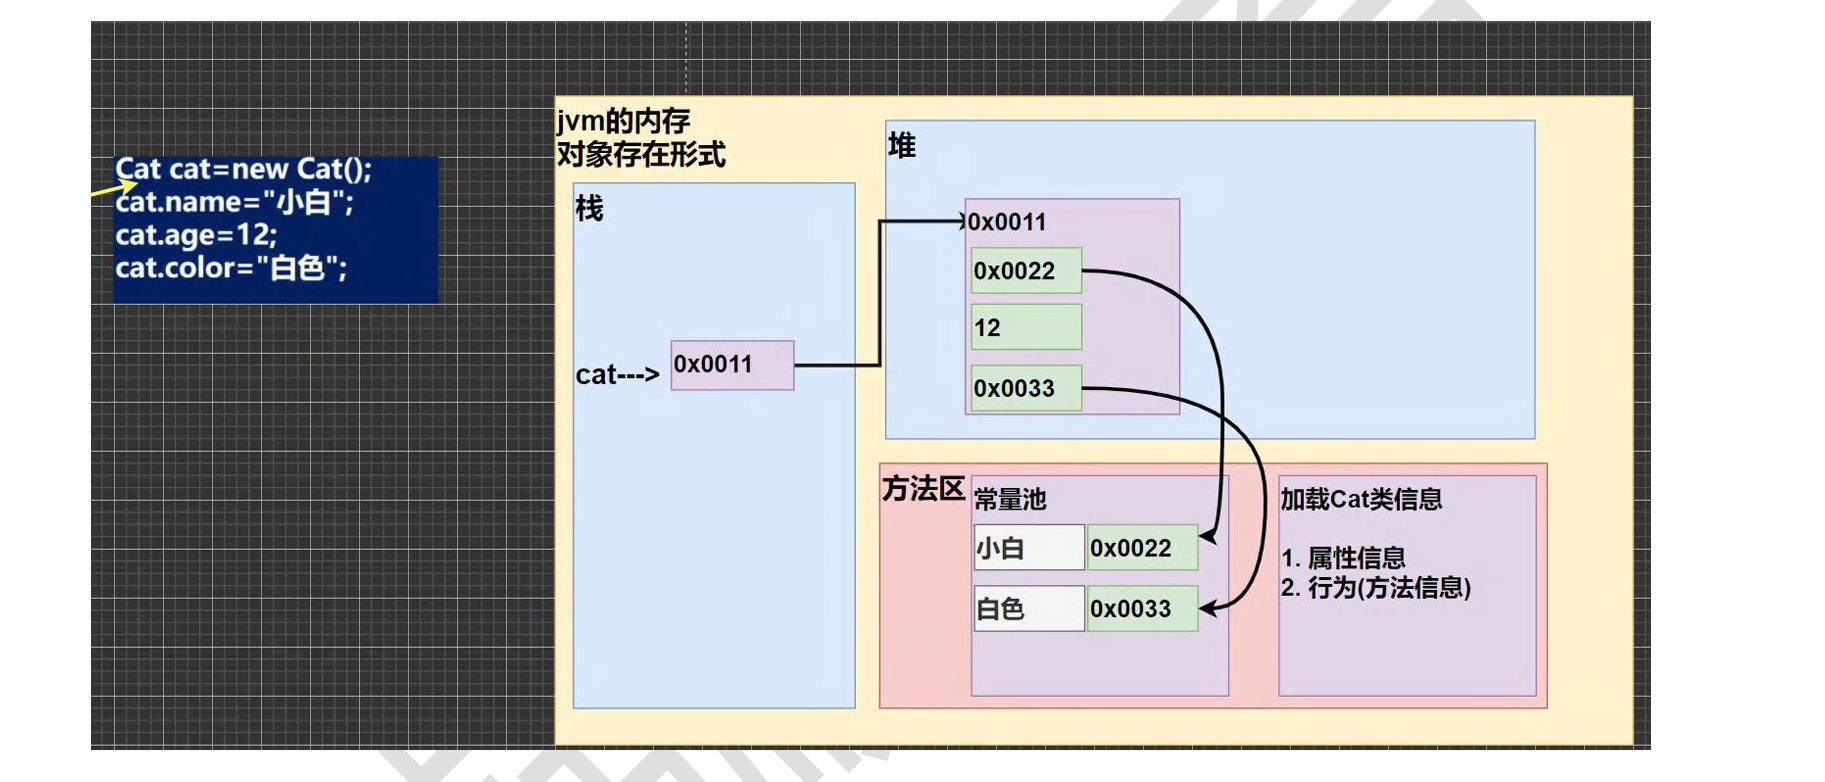 Cat cat=new Cat();
cat.name="小白";
cat.age=12;
cat.color="白色";
jvm的内存
对象存在形式
栈
cat--->
0x0011
堆
0x0011
0x0022
12
0x0033
方法区
常量池
小白 0x0022
白色 0x0033
加载Cat类信息
1. 属性信息
2. 行为(方法信息)